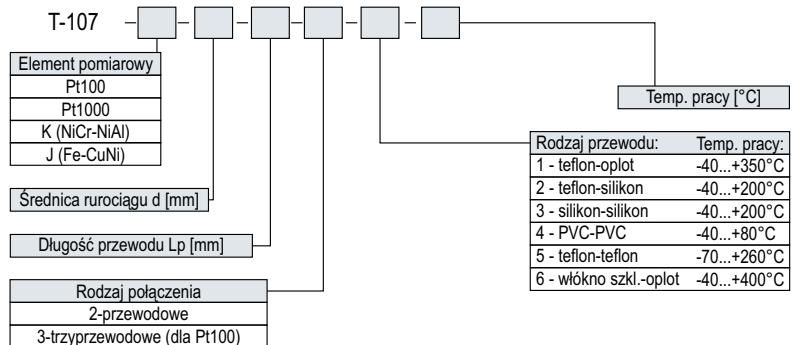 T-107 - - - - - -
Element pomiarowy
Pt100
Pt1000
K (NiCr-NiAl)
J (Fe-CuNi)
Średnica rurociągu d [mm]
Długość przewodu Lp [mm]
Rodzaj połączenia
2-przewodowe
3-trzyprzewodowe (dla Pt100)
Temp. pracy [°C]
Rodzaj przewodu: Temp. pracy:
1 - teflon-oplot -40...+350°C
2 - teflon-silikon -40...+200°C
3 - silikon-silikon -40...+200°C
4 - PVC-PVC -40...+80°C
5 - teflon-teflon -70...+260°C
6 - włókno szkl.-oplot -40...+400°C